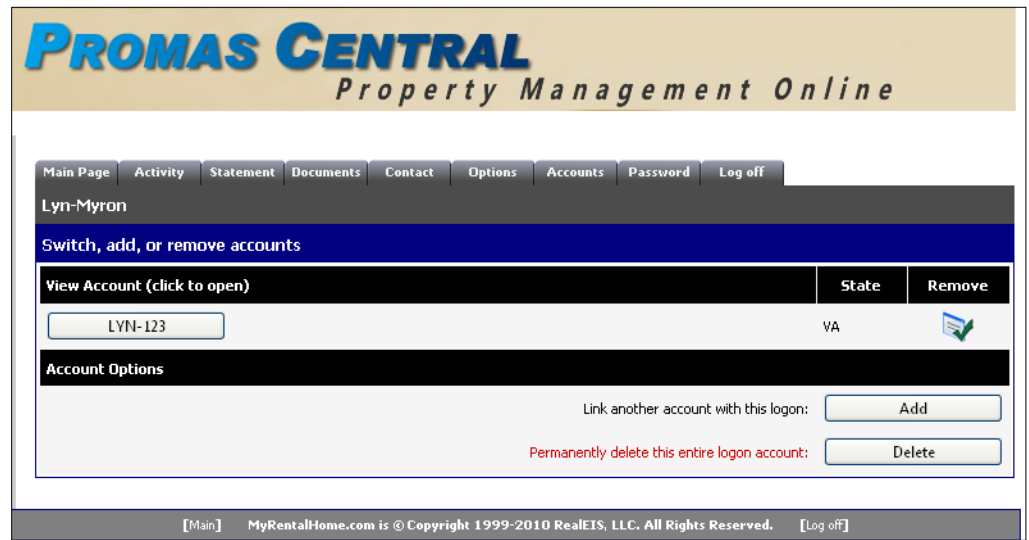 PROMAS CENTRAL
Property Management Online
Main Page Activity Statement Documents Contact Options Accounts Password Log off
Lyn-Myron
Switch, add, or remove accounts
View Account (click to open) State Remove
LYN-123 VA
Account Options
Link another account with this logon: Add
Permanently delete this entire logon account: Delete
[Main] MyRentalHome.com is © Copyright 1999-2010 RealEIS, LLC. All Rights Reserved. [Log off]